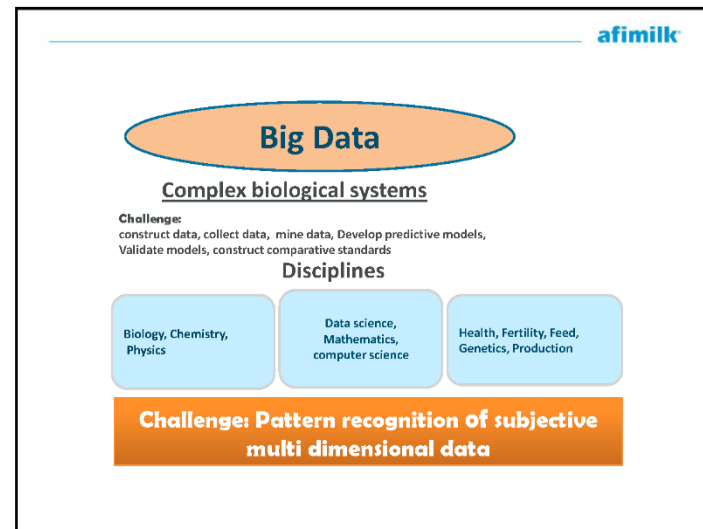 afimilk
Big Data
Complex biological systems
Challenge:
construct data, collect data, mine data, Develop predictive models,
Validate models, construct comparative standards
Disciplines
Biology, Chemistry,
Physics
Data science,
Mathematics,
computer science
Health, Fertility, Feed,
Genetics, Production
Challenge: Pattern recognition of subjective
multi dimensional data